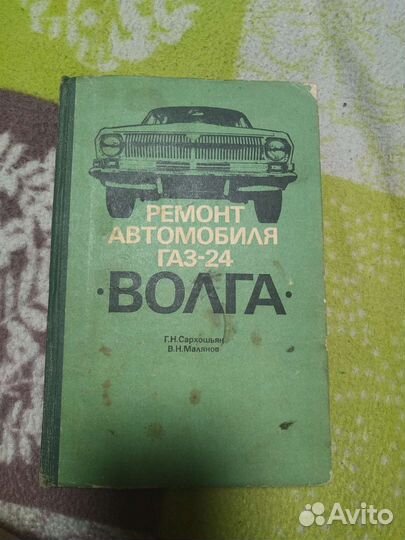 РЕМОНТ
АВТОМОБИЛЯ
ГАЗ-24
·ВОЛГА·
Г.Н.Сархошьян
В.Н.Малянов
Avito